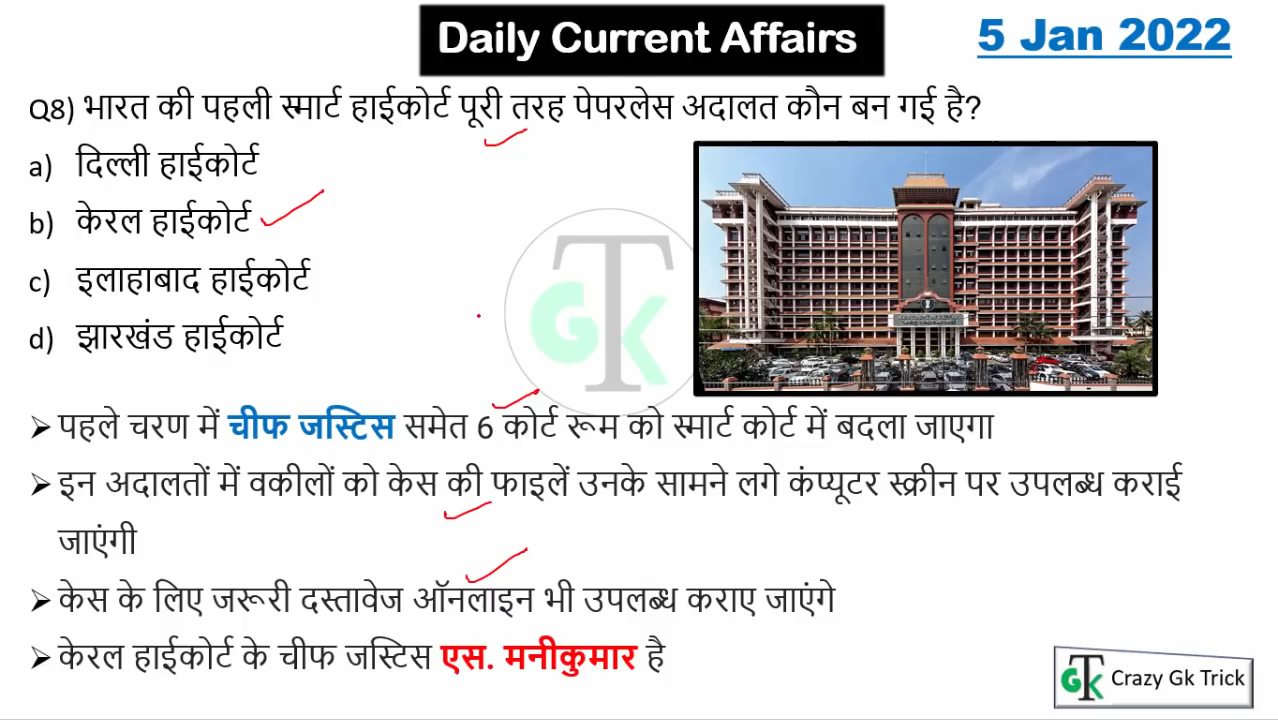 Daily Current Affairs
5 Jan 2022
Q8) भारत की पहली स्मार्ट हाईकोर्ट पूरी तरह पेपरलेस अदालत कौन बन गई है?
a) दिल्ली हाईकोर्ट
b) केरल हाईकोर्ट
c) इलाहाबाद हाईकोर्ट
d) झारखंड हाईकोर्ट
TGK
➤ पहले चरण में चीफ जस्टिस समेत 6 कोर्ट रूम को स्मार्ट कोर्ट में बदला जाएगा
➤ इन अदालतों में वकीलों को केस की फाइलें उनके सामने लगे कंप्यूटर स्क्रीन पर उपलब्ध कराई
जाएंगी
➤ केस के लिए जरूरी दस्तावेज ऑनलाइन भी उपलब्ध कराए जाएंगे
➤ केरल हाईकोर्ट के चीफ जस्टिस एस. मनीकुमार है
TGK Crazy Gk Trick